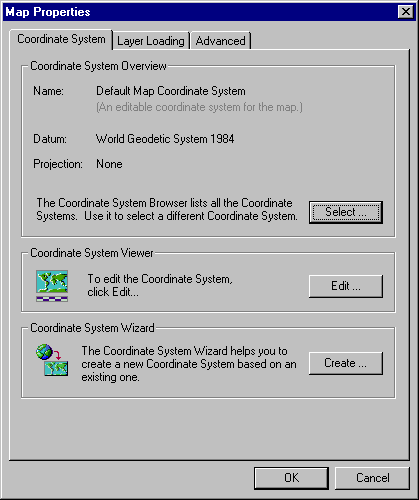 Map Properties
Coordinate System
Layer Loading
Advanced
Coordinate System Overview
Name: Default Map Coordinate System
(An editable coordinate system for the map.)
Datum: World Geodetic System 1984
Projection: None
The Coordinate System Browser lists all the Coordinate
Systems. Use it to select a different Coordinate System.
Select ...
Coordinate System Viewer
To edit the Coordinate System,
click Edit...
Edit ...
Coordinate System Wizard
The Coordinate System Wizard helps you to
create a new Coordinate System based on an
existing one.
Create ...
OK
Cancel